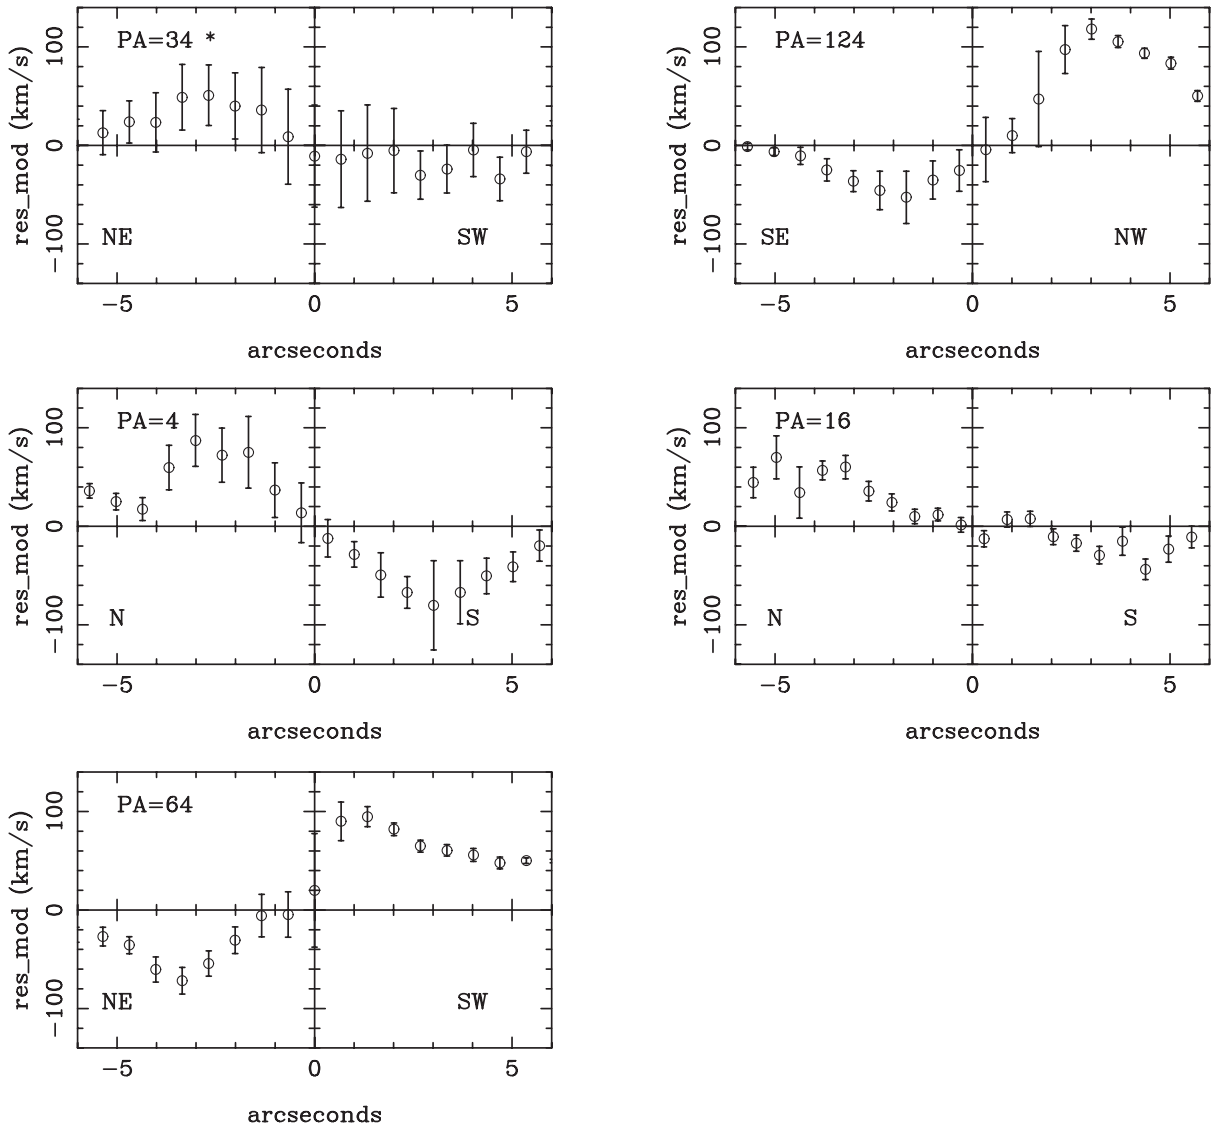 PA=34 *
res_mod (km/s)
100
0
−100
NE
SW
−5
0
5
arcseconds
PA=124
res_mod (km/s)
100
0
−100
SE
NW
−5
0
5
arcseconds
PA=4
res_mod (km/s)
100
0
−100
N
S
−5
0
5
arcseconds
PA=16
res_mod (km/s)
100
0
−100
N
S
−5
0
5
arcseconds
PA=64
res_mod (km/s)
100
0
−100
NE
SW
−5
0
5
arcseconds